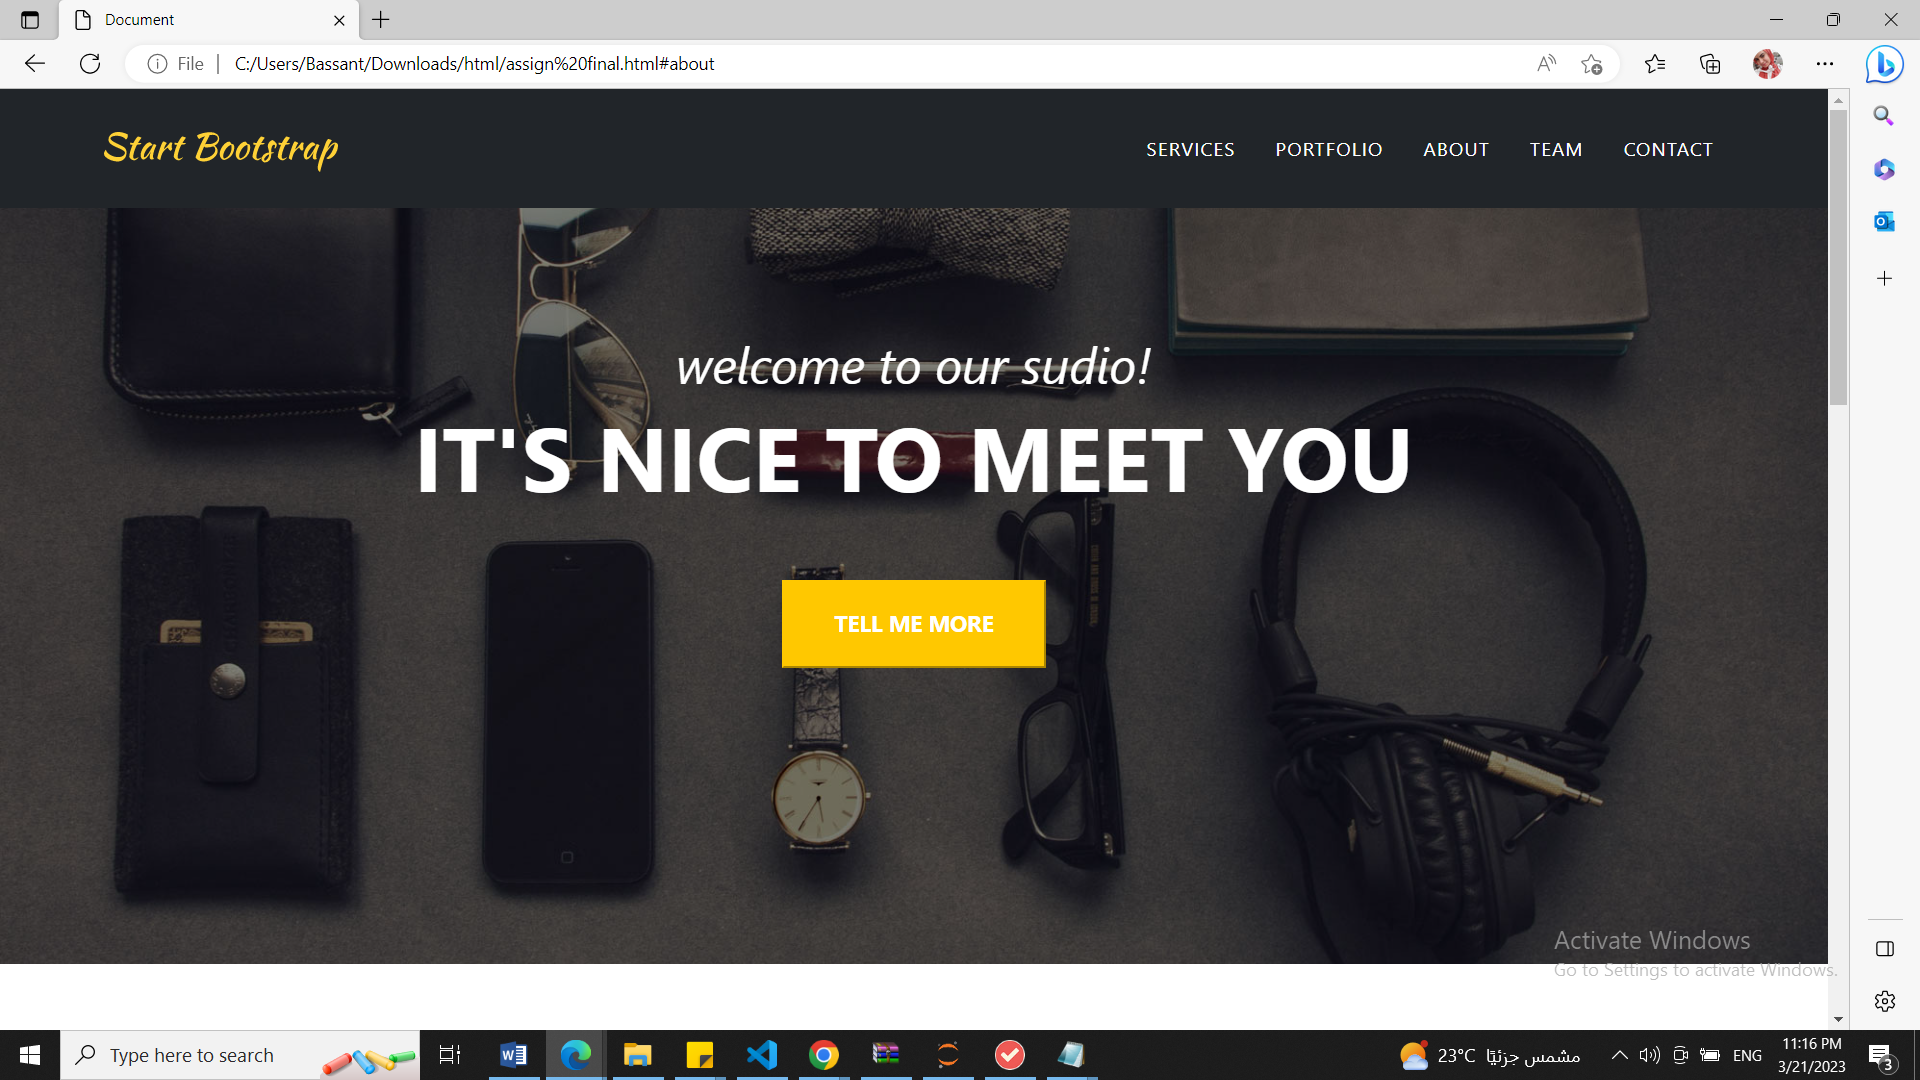 Document
File
C:/Users/Bassant/Downloads/html/assign%20final.html#about
Start Bootstrap
SERVICES PORTFOLIO ABOUT TEAM CONTACT
welcome to our sudio!
IT'S NICE TO MEET YOU
TELL ME MORE
Activate Windows
Go to Settings to activate Windows.
Type here to search
23°C مشمس جزئيًا
ENG
11:16 PM
3/21/2023
3